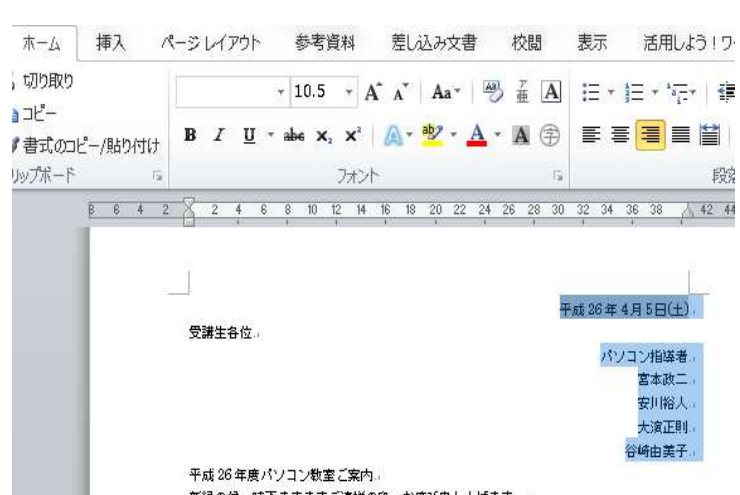 ホーム 挿入 ページ レイアウト 参考資料 差し込み文書 校閲 表示 活用しよう！ワ
切り取り
コピー
書式のコピー/貼り付け
リップボード
10.5 A A Aa ア亜 A
B I U abc X₂ X² A ab A A 字
フォント 段落
8 6 4 2 2 4 6 8 10 12 14 16 18 20 22 24 26 28 30 32 34 36 38 42 44
平成 26 年 4 月 5 日(土)
受講生各位
パソコン指導者
宮本政二
安川裕人
大濱正則
谷崎由美子
平成 26 年度パソコン教室ご案内